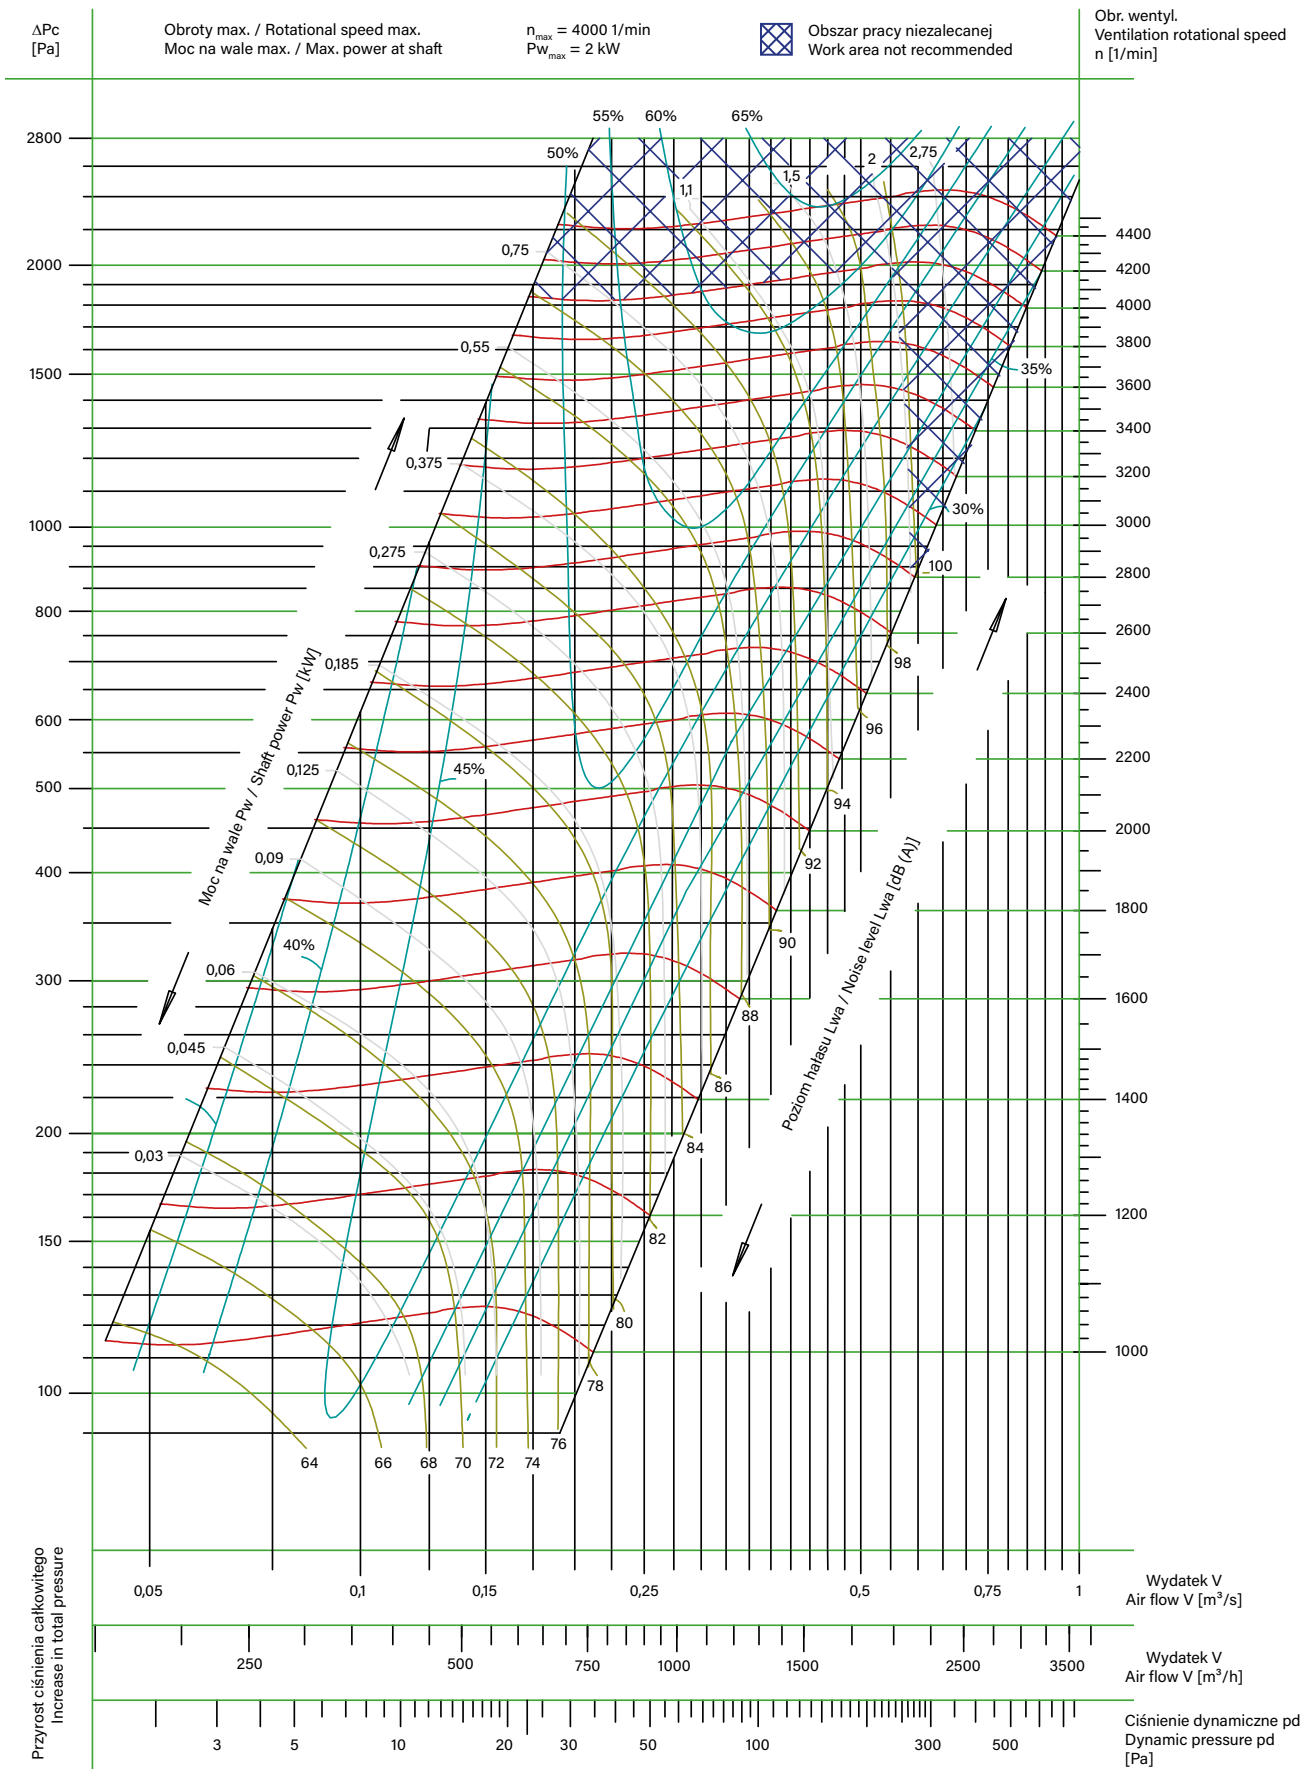 ΔPc
[Pa]
Obroty max. / Rotational speed max.
Moc na wale max. / Max. power at shaft
nmax = 4000 1/min
Pwmax = 2 kW
Obszar pracy niezalecanej
Work area not recommended
Obr. wentyl.
Ventilation rotational speed
n [1/min]
55% 60% 65%
2800
50%
1,1 1,5 2 2,75
0,75
4400
2000
4200
4000
0,55
3800
1500
35%
3600
3400
0,375
3200
30%
1000
3000
0,275
100
2800
800
2600
0,185
98
2400
600
96
2200
0,125
45%
500
94
2000
0,09
92
400
1800
40%
90
0,06
300
1600
88
0,045
86
1400
200
84
0,03
1200
82
150
80
1000
78
100
76
64 66 68 70 72 74
Moc na wale Pw / Shaft power Pw [kW]
Poziom hałasu Lwa / Noise level Lwa [dB (A)]
Przyrost ciśnienia całkowitego
Increase in total pressure
0,05 0,1 0,15 0,25 0,5 0,75 1
Wydatek V
Air flow V [m³/s]
250 500 750 1000 1500 2500 3500
Wydatek V
Air flow V [m³/h]
3 5 10 20 30 50 100 300 500
Ciśnienie dynamiczne pd
Dynamic pressure pd
[Pa]